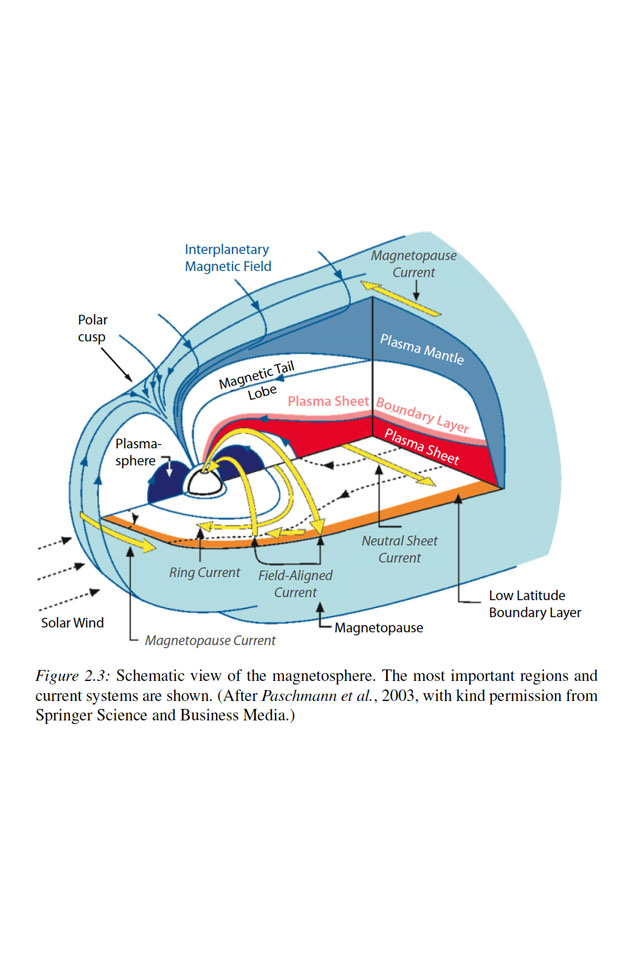 Interplanetary
Magnetic Field
Magnetopause
Current
Polar
cusp
Plasma Mantle
Magnetic Tail
Lobe
Plasma Sheet Boundary Layer
Plasma-
sphere
Plasma Sheet
Neutral Sheet
Current
Ring Current
Field-Aligned
Current
Low Latitude
Boundary Layer
Solar Wind
Magnetopause
Magnetopause Current
Figure 2.3: Schematic view of the magnetosphere. The most important regions and
current systems are shown. (After Paschmann et al., 2003, with kind permission from
Springer Science and Business Media.)